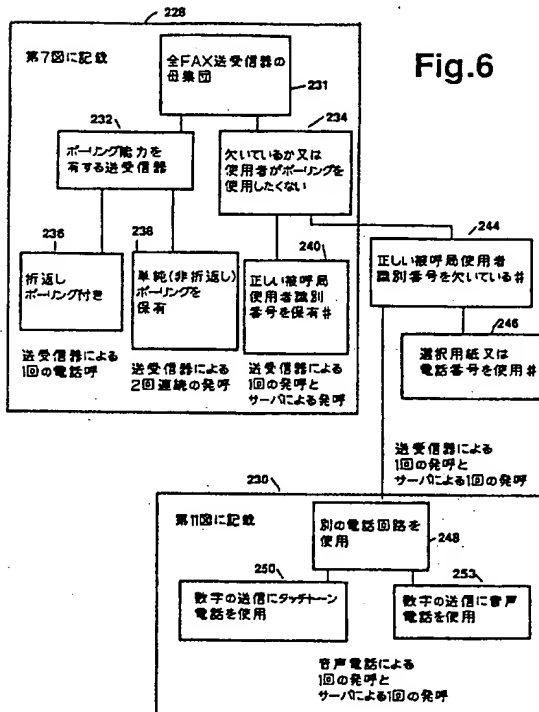 228
第7図に記載
全FAX送受信器の
母集団
231
Fig.6
232
ポーリング能力を
有する送受信器
234
欠いているか又は
使用者がポーリングを
使用したくない
236
折返し
ポーリング付き
238
単純(非折返し)
ポーリングを
保有
240
正しい被呼局
使用者識別
番号を保有#
244
正しい被呼局使用者
識別番号を欠いている#
246
選択用紙又は
電話番号を使用#
送受信器による
1回の電話呼
送受信器による
2回連続の発呼
送受信器による
1回の発呼と
サーバによる発呼
送受信器による
1回の発呼と
サーバによる1回の発呼
230
第11図に記載
別の電話回路を
使用
248
250
数字の送信にタッチトーン
電話を使用
253
数字の送信に音声
電話を使用
音声電話による
1回の発呼と
サーバによる1回の発呼